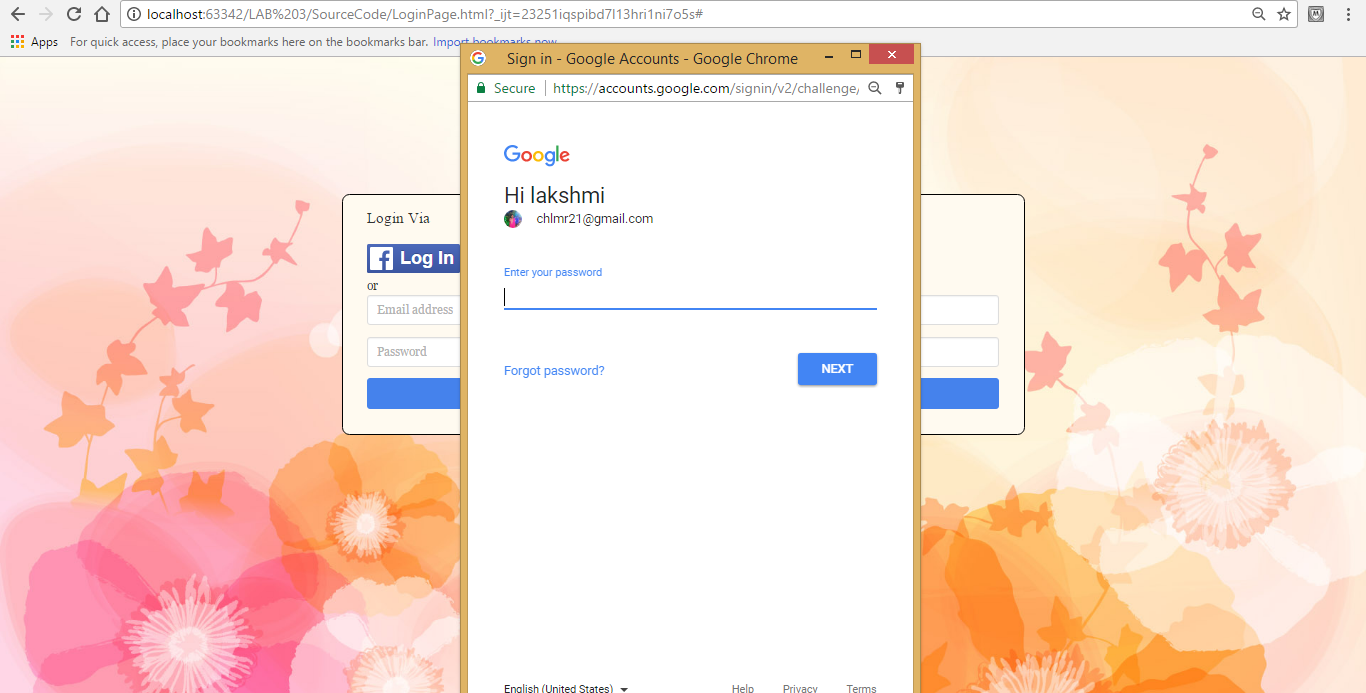 localhost:63342/LAB%203/SourceCode/LoginPage.html?_ijt=23251iqspibd7l13hri1ni7o5s#
Apps For quick access, place your bookmarks here on the bookmarks bar. Import bookmarks now...
Sign in - Google Accounts - Google Chrome
Secure https://accounts.google.com/signin/v2/challenge/
Google
Hi lakshmi
chlmr21@gmail.com
Enter your password
Forgot password?
NEXT
English (United States) Help Privacy Terms
Login Via
f Log In
or
Email address
Password